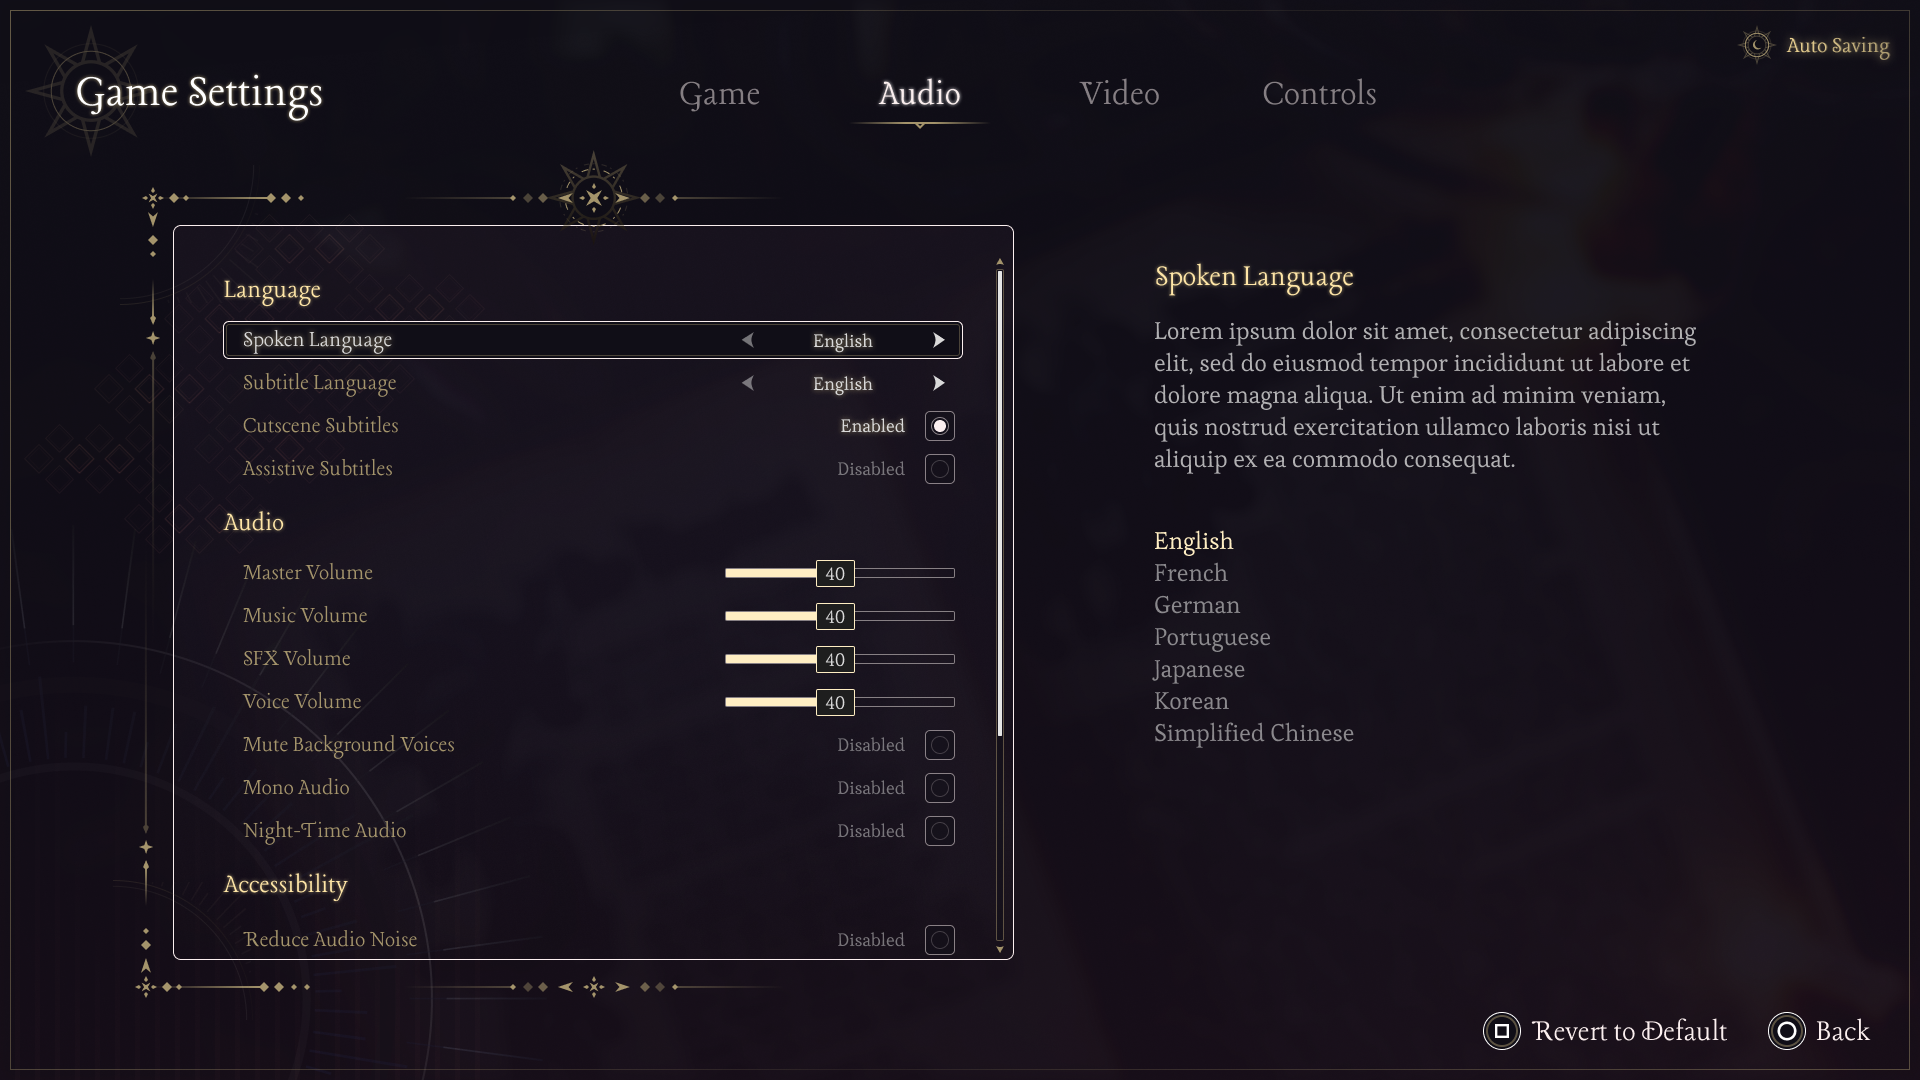 Auto Saving
Game Settings
Game
Audio
Video
Controls
Language
Spoken Language
English
Subtitle Language
English
Cutscene Subtitles
Enabled
Assistive Subtitles
Disabled
Audio
Master Volume
40
Music Volume
40
SFX Volume
40
Voice Volume
40
Mute Background Voices
Disabled
Mono Audio
Disabled
Night-Time Audio
Disabled
Accessibility
Reduce Audio Noise
Disabled
Spoken Language
Lorem ipsum dolor sit amet, consectetur adipiscing
elit, sed do eiusmod tempor incididunt ut labore et
dolore magna aliqua. Ut enim ad minim veniam,
quis nostrud exercitation ullamco laboris nisi ut
aliquip ex ea commodo consequat.
English
French
German
Portuguese
Japanese
Korean
Simplified Chinese
Revert to Default
Back